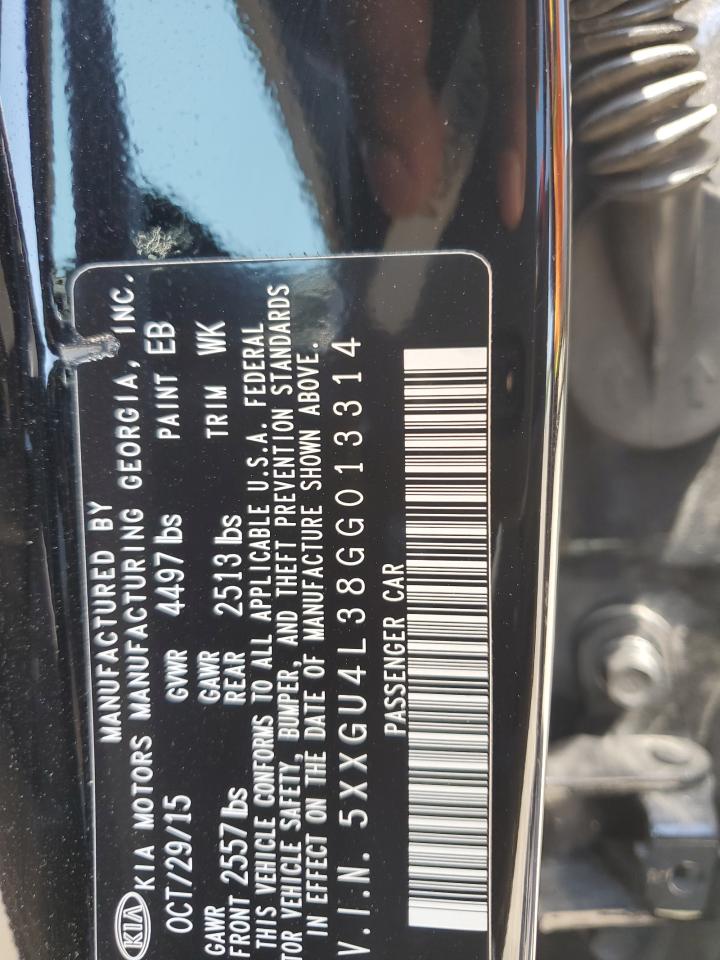 KIA MANUFACTURED BY
KIA MOTORS MANUFACTURING GEORGIA, INC.
OCT/29/15 GVWR 4497 lbs PAINT EB
GAWR FRONT 2557 lbs GAWR REAR 2513 lbs TRIM WK
THIS VEHICLE CONFORMS TO ALL APPLICABLE U.S.A. FEDERAL
TOR VEHICLE SAFETY, BUMPER, AND THEFT PREVENTION STANDARDS
IN EFFECT ON THE DATE OF MANUFACTURE SHOWN ABOVE.
V.I.N. 5XXGU4L38GG013314
PASSENGER CAR